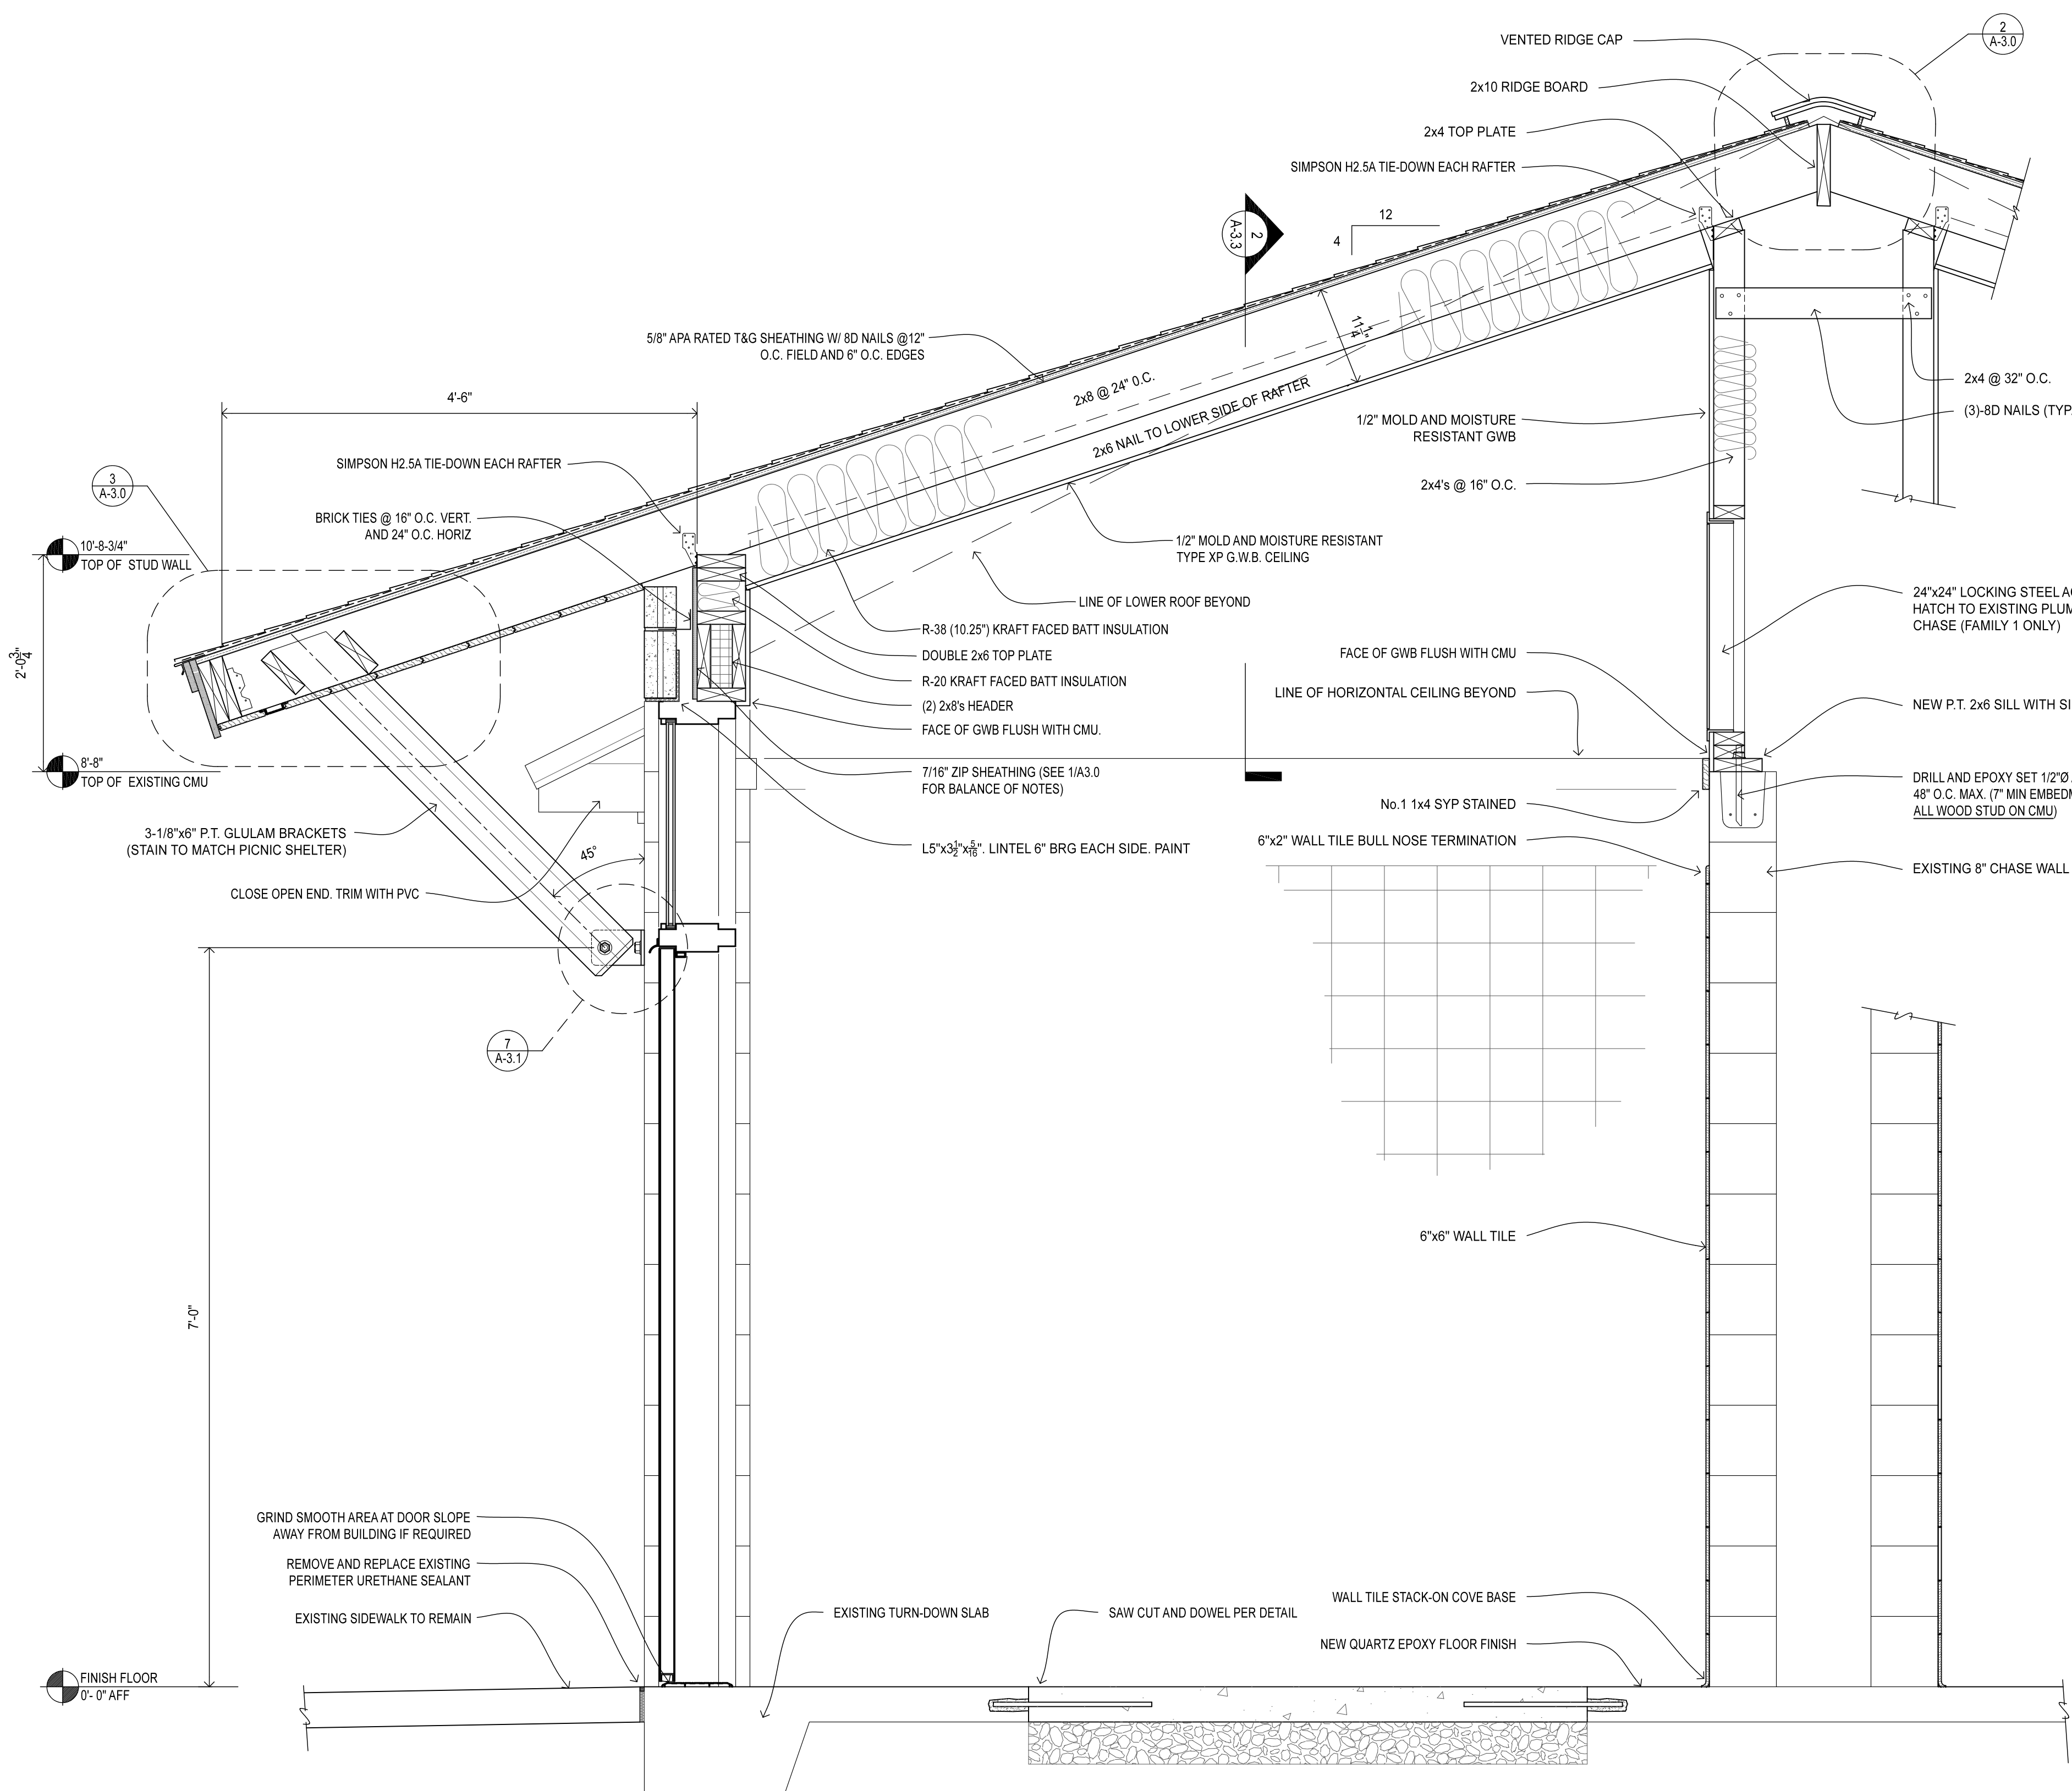 VENTED RIDGE CAP
2
A-3.0
2x10 RIDGE BOARD
2x4 TOP PLATE
SIMPSON H2.5A TIE-DOWN EACH RAFTER
2
A-3.3
12
4
5/8" APA RATED T&G SHEATHING W/ 8D NAILS @12"
O.C. FIELD AND 6" O.C. EDGES
11 1/4"
2x8 @ 24" O.C.
2x6 NAIL TO LOWER SIDE OF RAFTER
4'-6"
2x4 @ 32" O.C.
(3)-8D NAILS (TYP
1/2" MOLD AND MOISTURE
RESISTANT GWB
2x4's @ 16" O.C.
SIMPSON H2.5A TIE-DOWN EACH RAFTER
3
A-3.0
BRICK TIES @ 16" O.C. VERT.
AND 24" O.C. HORIZ
10'-8-3/4"
TOP OF STUD WALL
1/2" MOLD AND MOISTURE RESISTANT
TYPE XP G.W.B. CEILING
LINE OF LOWER ROOF BEYOND
R-38 (10.25") KRAFT FACED BATT INSULATION
DOUBLE 2x6 TOP PLATE
R-20 KRAFT FACED BATT INSULATION
(2) 2x8's HEADER
FACE OF GWB FLUSH WITH CMU.
7/16" ZIP SHEATHING (SEE 1/A3.0
FOR BALANCE OF NOTES)
L5"x3 1/2"x 5/16". LINTEL 6" BRG EACH SIDE. PAINT
24"x24" LOCKING STEEL AC
HATCH TO EXISTING PLUM
CHASE (FAMILY 1 ONLY)
FACE OF GWB FLUSH WITH CMU
LINE OF HORIZONTAL CEILING BEYOND
NEW P.T. 2x6 SILL WITH SI
2'-0 3/4"
8'-8"
TOP OF EXISTING CMU
DRILL AND EPOXY SET 1/2"Ø
48" O.C. MAX. (7" MIN EMBEDM
ALL WOOD STUD ON CMU)
No.1 1x4 SYP STAINED
3-1/8"x6" P.T. GLULAM BRACKETS
(STAIN TO MATCH PICNIC SHELTER)
45°
6"x2" WALL TILE BULL NOSE TERMINATION
EXISTING 8" CHASE WALL
CLOSE OPEN END. TRIM WITH PVC
7
A-3.1
6"x6" WALL TILE
7'-0"
GRIND SMOOTH AREA AT DOOR SLOPE
AWAY FROM BUILDING IF REQUIRED
REMOVE AND REPLACE EXISTING
PERIMETER URETHANE SEALANT
EXISTING SIDEWALK TO REMAIN
EXISTING TURN-DOWN SLAB
SAW CUT AND DOWEL PER DETAIL
WALL TILE STACK-ON COVE BASE
NEW QUARTZ EPOXY FLOOR FINISH
FINISH FLOOR
0'- 0" AFF